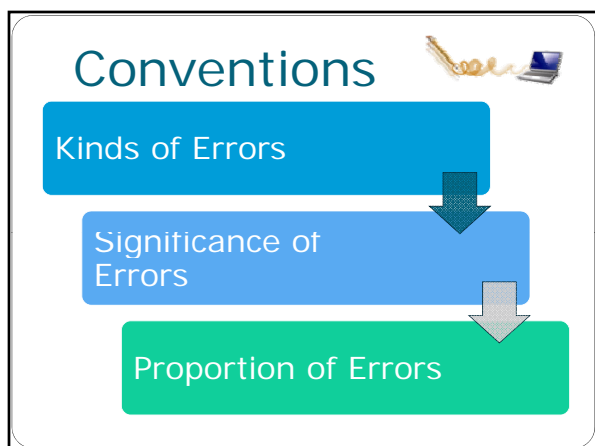 Conventions
Kinds of Errors
Significance of
Errors
Proportion of Errors